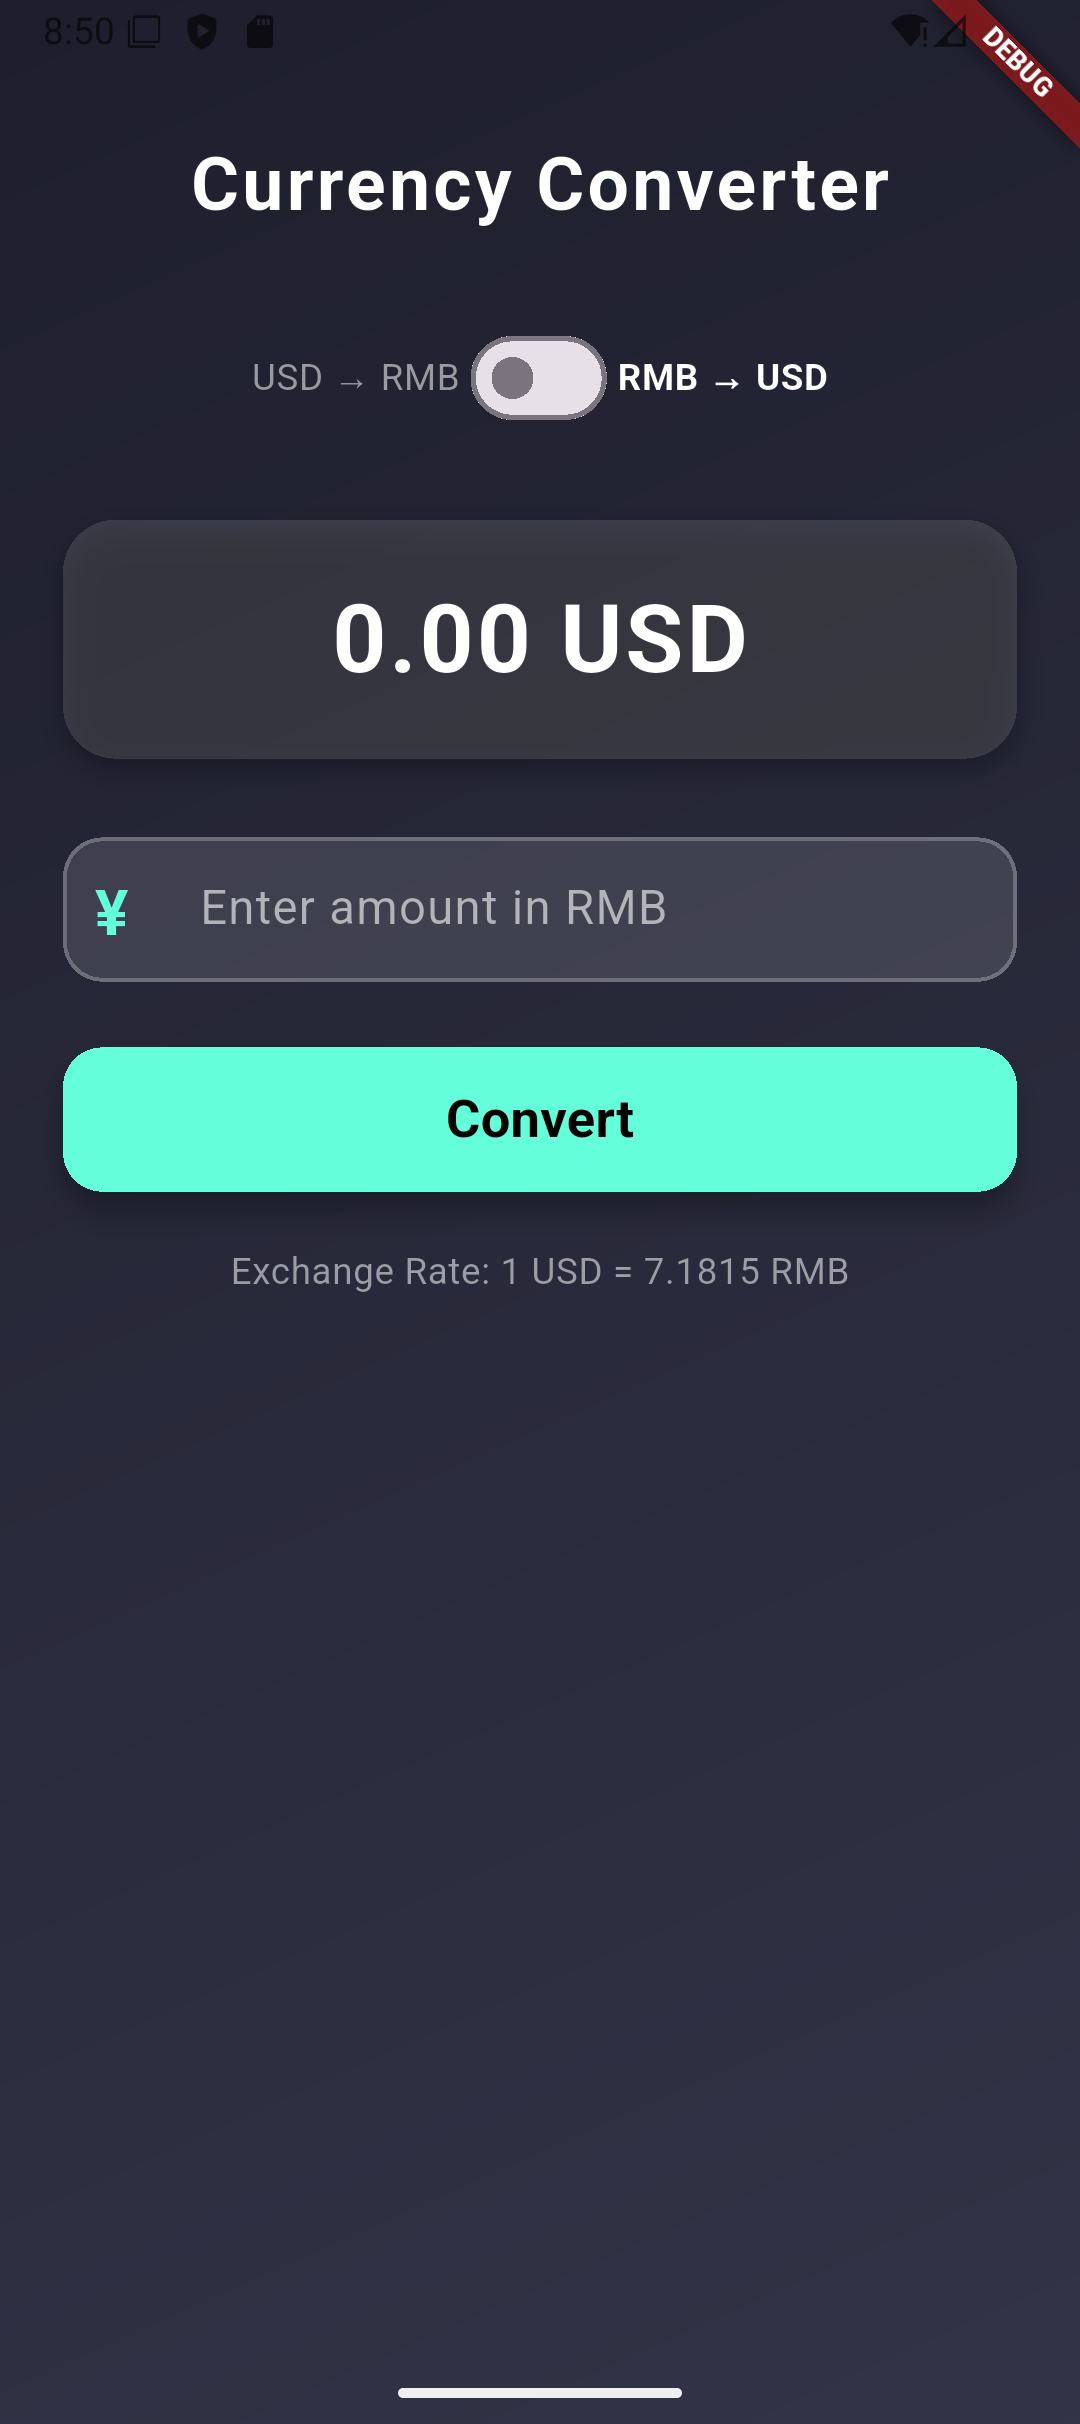 8:50
DEBUG
Currency Converter
USD → RMB RMB → USD
0.00 USD
¥ Enter amount in RMB
Convert
Exchange Rate: 1 USD = 7.1815 RMB